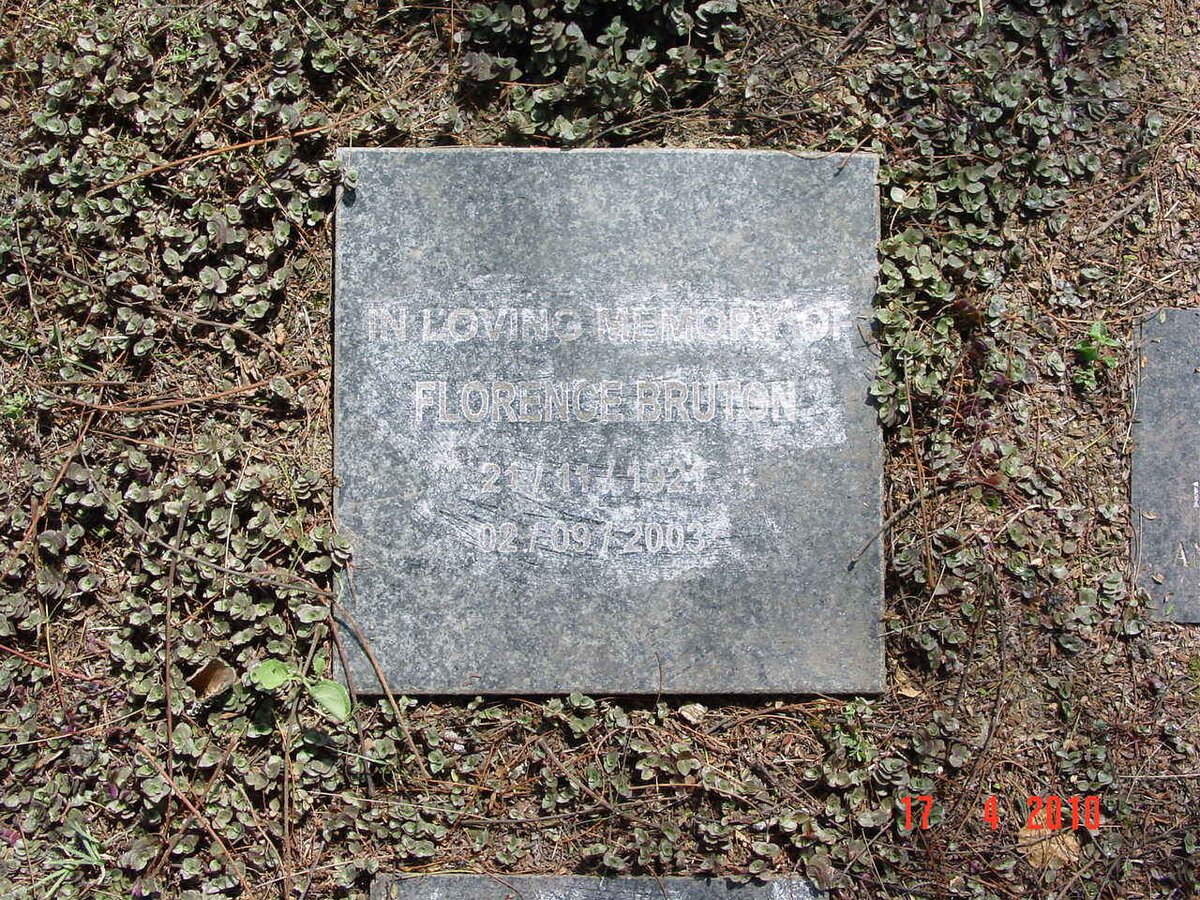 IN LOVING MEMORY OF
FLORENCE BRUTON
21 / 11 / 1921
02 / 09 / 2003
17 4 2010